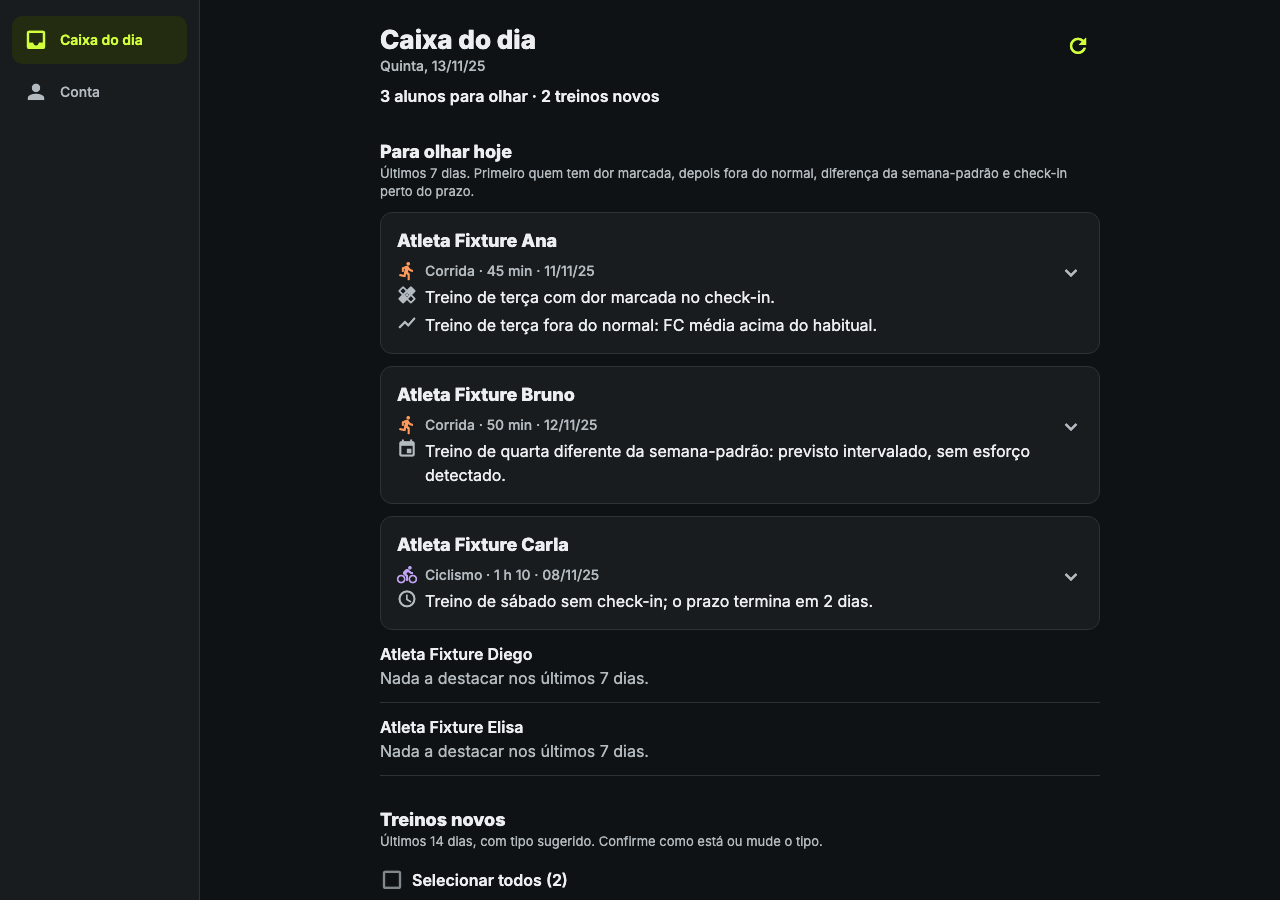 Caixa do dia
Conta
Caixa do dia
Quinta, 13/11/25
3 alunos para olhar · 2 treinos novos
Para olhar hoje
Últimos 7 dias. Primeiro quem tem dor marcada, depois fora do normal, diferença da semana-padrão e check-in
perto do prazo.
Atleta Fixture Ana
Corrida · 45 min · 11/11/25
Treino de terça com dor marcada no check-in.
Treino de terça fora do normal: FC média acima do habitual.
Atleta Fixture Bruno
Corrida · 50 min · 12/11/25
Treino de quarta diferente da semana-padrão: previsto intervalado, sem esforço
detectado.
Atleta Fixture Carla
Ciclismo · 1 h 10 · 08/11/25
Treino de sábado sem check-in; o prazo termina em 2 dias.
Atleta Fixture Diego
Nada a destacar nos últimos 7 dias.
Atleta Fixture Elisa
Nada a destacar nos últimos 7 dias.
Treinos novos
Últimos 14 dias, com tipo sugerido. Confirme como está ou mude o tipo.
Selecionar todos (2)